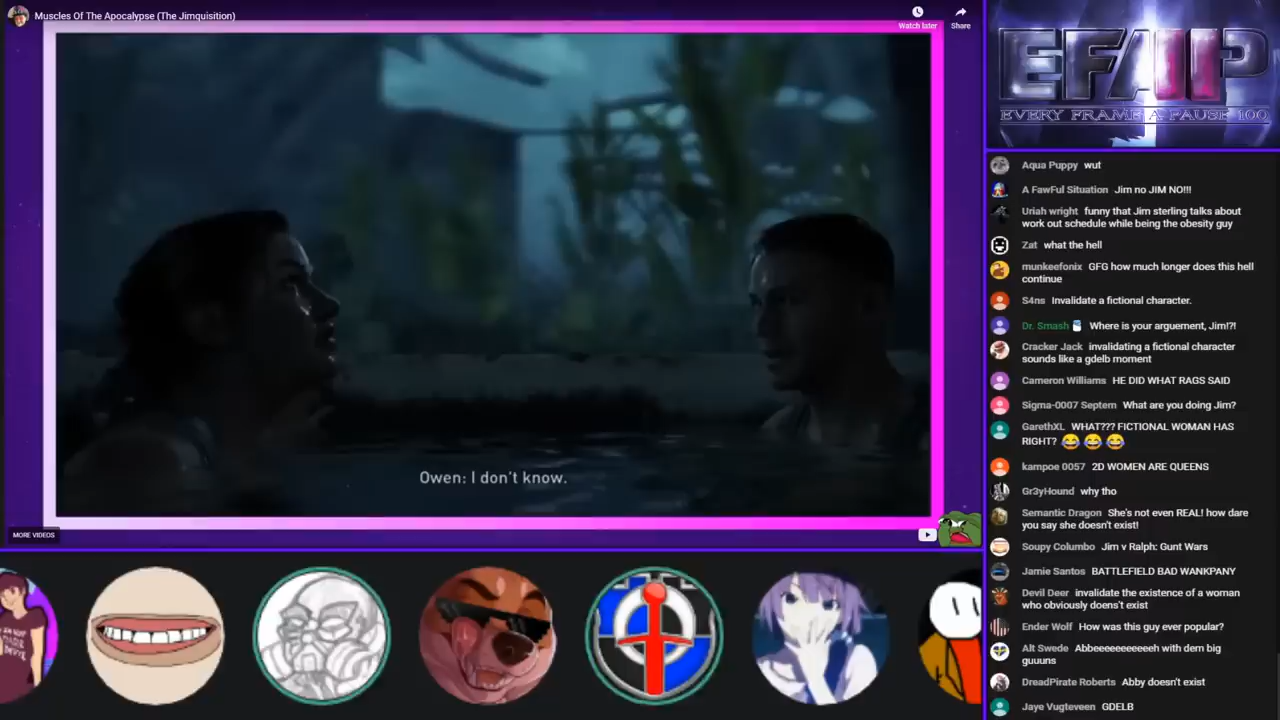 Muscles Of The Apocalypse (The Jimquisition)
Watch later
Share
Owen: I don't know.
MORE VIDEOS
EFAP
EVERY FRAME A PAUSE 100
Aqua Puppy wut
A FawFul Situation Jim no JIM NO!!!
Uriah wright funny that Jim sterling talks about
work out schedule while being the obesity guy
Zat what the hell
munkeefonix GFG how much longer does this hell
continue
S4ns Invalidate a fictional character.
Dr. Smash Where is your arguement, Jim!?!
Cracker Jack invalidating a fictional character
sounds like a gdelb moment
Cameron Williams HE DID WHAT RAGS SAID
Sigma-0007 Septem What are you doing Jim?
GarethXL WHAT??? FICTIONAL WOMAN HAS
RIGHT? 😂 😂 😂
kampoe 0057 2D WOMEN ARE QUEENS
Gr3yHound why tho
Semantic Dragon She's not even REAL! how dare
you say she doesn't exist!
Soupy Columbo Jim v Ralph: Gunt Wars
Jamie Santos BATTLEFIELD BAD WANKPANY
Devil Deer invalidate the existence of a woman
who obviously doens't exist
Ender Wolf How was this guy ever popular?
Alt Swede Abbeeeeeeeeeeh with dem big
guuuns
DreadPirate Roberts Abby doesn't exist
Jaye Vugteveen GDELB